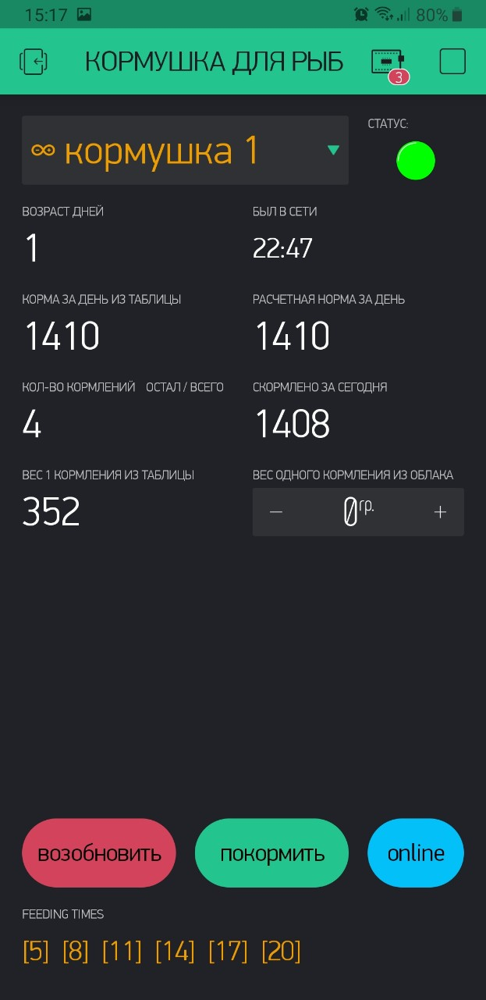 15:17 80%
КОРМУШКА ДЛЯ РЫБ
3
кормушка 1
СТАТУС:
ВОЗРАСТ ДНЕЙ БЫЛ В СЕТИ
1 22:47
КОРМА ЗА ДЕНЬ ИЗ ТАБЛИЦЫ РАСЧЕТНАЯ НОРМА ЗА ДЕНЬ
1410 1410
КОЛ-ВО КОРМЛЕНИЙ ОСТАЛ / ВСЕГО СКОРМЛЕНО ЗА СЕГОДНЯ
4 1408
ВЕС 1 КОРМЛЕНИЯ ИЗ ТАБЛИЦЫ ВЕС ОДНОГО КОРМЛЕНИЯ ИЗ ОБЛАКА
352 − 0гр. +
возобновить покормить online
FEEDING TIMES
[5] [8] [11] [14] [17] [20]